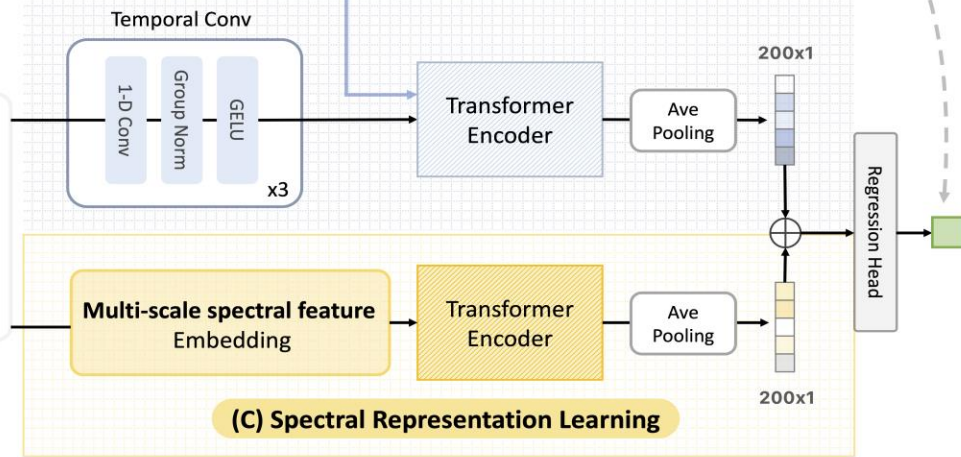 Temporal Conv
1-D Conv
Group Norm
GELU
x3
Transformer
Encoder
Ave
Pooling
200x1
Regression Head
Multi-scale spectral feature
Embedding
Transformer
Encoder
Ave
Pooling
200x1
(C) Spectral Representation Learning